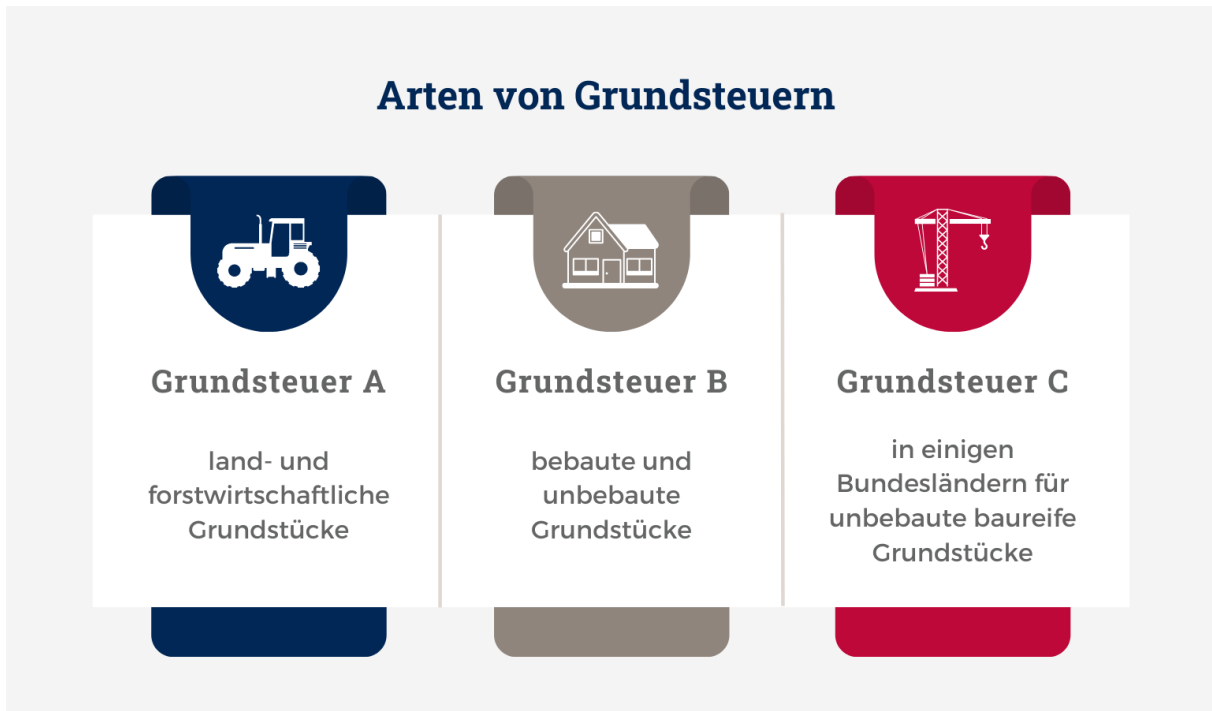 Arten von Grundsteuern
Grundsteuer A
land- und
forstwirtschaftliche
Grundstücke
Grundsteuer B
bebaute und
unbebaute
Grundstücke
Grundsteuer C
in einigen
Bundesländern für
unbebaute baureife
Grundstücke